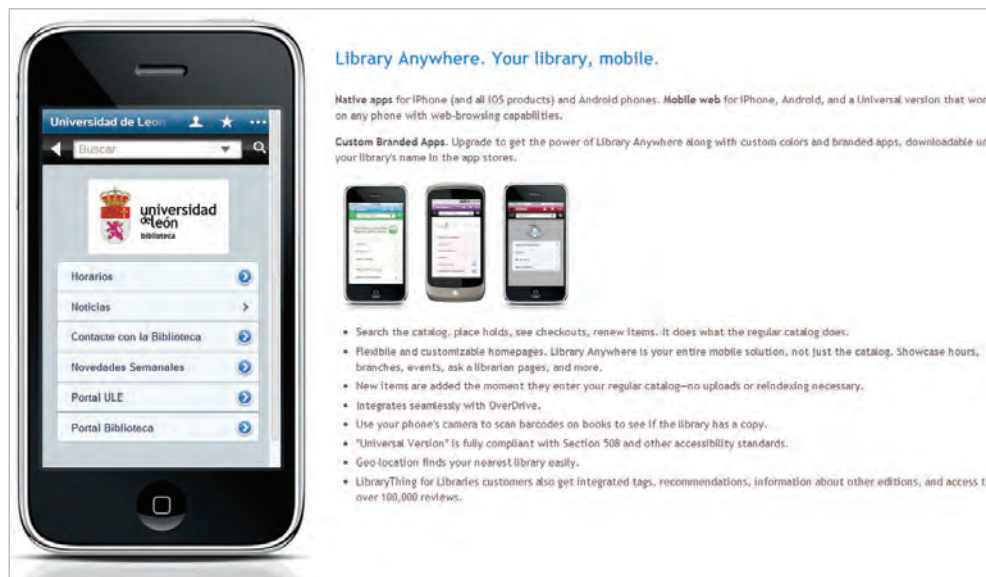 Universidad de Leon
Buscar
universidad
de león
biblioteca
Horarios
Noticias
Contacte con la Biblioteca
Novedades Semanales
Portal ULE
Portal Biblioteca
Library Anywhere. Your library, mobile.
Native apps for iPhone (and all iOS products) and Android phones. Mobile web for iPhone, Android, and a Universal version that wor
on any phone with web-browsing capabilities.
Custom Branded Apps. Upgrade to get the power of Library Anywhere along with custom colors and branded apps, downloadable un
your library's name in the app stores.
• Search the catalog, place holds, see checkouts, renew items. It does what the regular catalog does.
• Flexible and customizable homepages. Library Anywhere is your entire mobile solution, not just the catalog. Showcase hours,
branches, events, ask a librarian pages, and more.
• New items are added the moment they enter your regular catalog—no uploads or reindexing necessary.
• Integrates seamlessly with OverDrive.
• Use your phone's camera to scan barcodes on books to see if the library has a copy.
• "Universal Version" is fully compliant with Section 508 and other accessibility standards.
• Geo-location finds your nearest library easily.
• LibraryThing for Libraries customers also get integrated tags, recommendations, information about other editions, and access t
over 100,000 reviews.